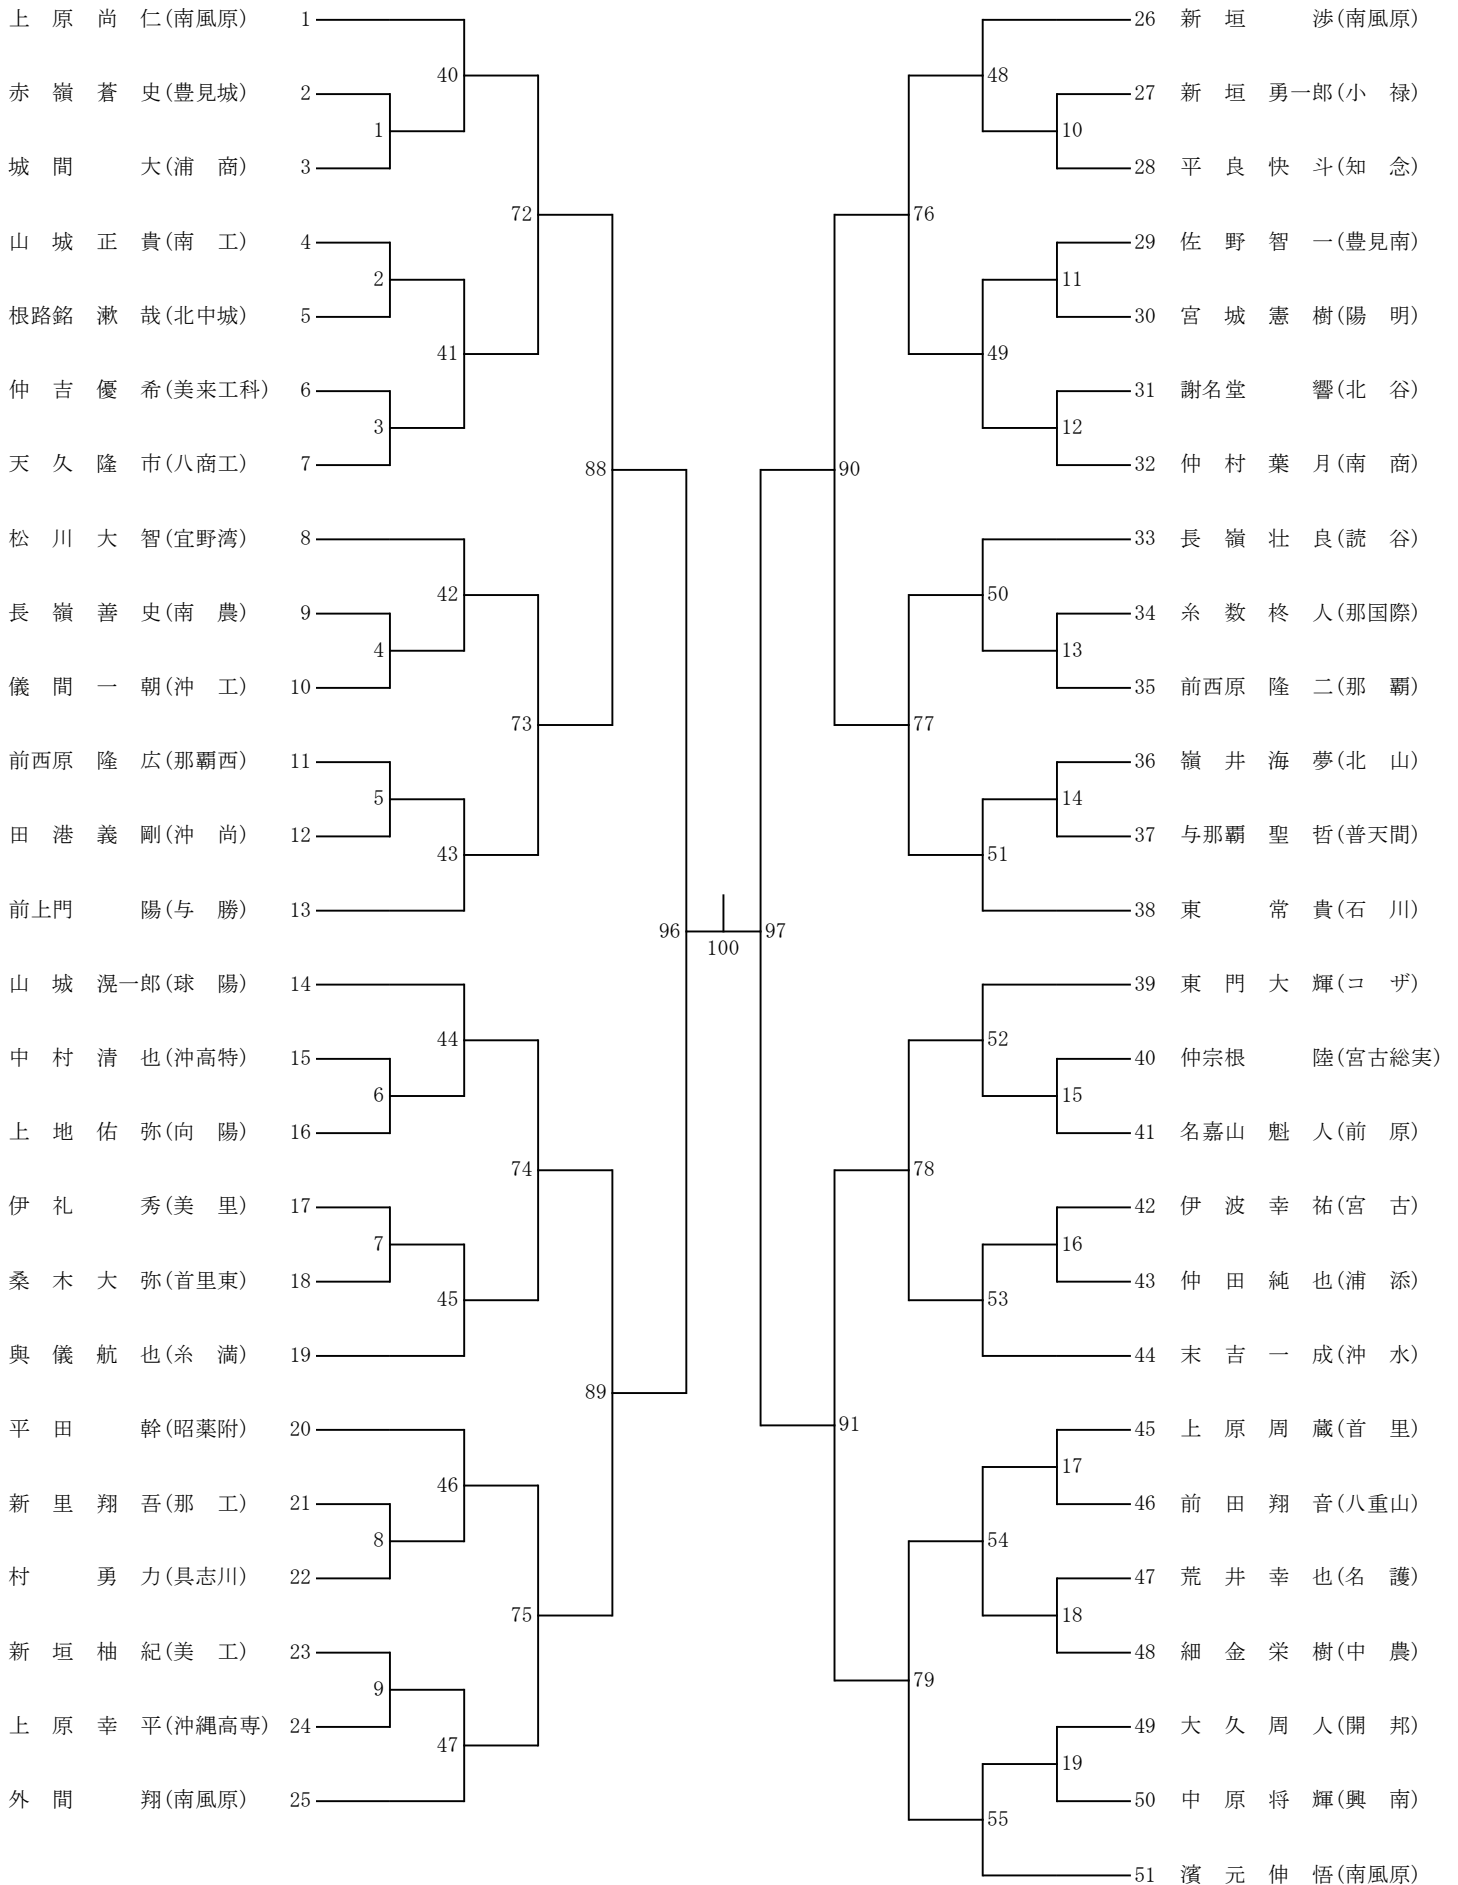 上原尚仁(南風原) 1
40
赤嶺蒼史(豊見城) 2
1
城間 大(浦 商) 3
72
山城正貴(南 工) 4
2
根路銘漱哉(北中城) 5
41
仲吉優希(美来工科) 6
3
天久隆市(八商工) 7
88
松川大智(宜野湾) 8
42
長嶺善史(南 農) 9
4
儀間一朝(沖 工) 10
73
前西原隆広(那覇西) 11
5
田港義剛(沖 尚) 12
43
前上門 陽(与 勝) 13
96
100
97
山城滉一郎(球 陽) 14
44
中村清也(沖高特) 15
6
上地佑弥(向 陽) 16
74
伊礼 秀(美 里) 17
7
桑木大弥(首里東) 18
45
與儀航也(糸 満) 19
89
平田 幹(昭薬附) 20
46
新里翔吾(那 工) 21
8
村 勇力(具志川) 22
75
新垣柚紀(美 工) 23
9
上原幸平(沖縄高専) 24
47
外間 翔(南風原) 25
26 新垣 渉(南風原)
48
27 新垣勇一郎(小 禄)
10
28 平良快斗(知 念)
76
29 佐野智一(豊見南)
11
30 宮城憲樹(陽 明)
49
31 謝名堂 響(北 谷)
12
32 仲村葉月(南 商)
90
33 長嶺壮良(読 谷)
50
34 糸数柊人(那国際)
13
35 前西原隆二(那 覇)
77
36 嶺井海夢(北 山)
14
37 与那覇聖哲(普天間)
51
38 東 常貴(石 川)
39 東門大輝(コ ザ)
52
40 仲宗根 陸(宮古総実)
15
41 名嘉山魁人(前 原)
78
42 伊波幸祐(宮 古)
16
43 仲田純也(浦 添)
53
44 末吉一成(沖 水)
91
45 上原周蔵(首 里)
17
46 前田翔音(八重山)
54
47 荒井幸也(名 護)
18
48 細金栄樹(中 農)
79
49 大久周人(開 邦)
19
50 中原将輝(興 南)
55
51 濱元伸悟(南風原)